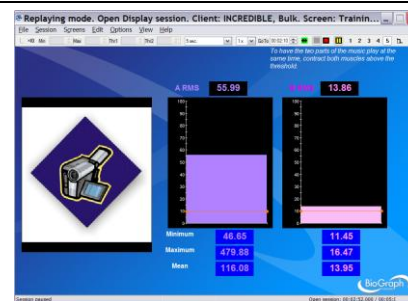 Replaying mode. Open Display session. Client: INCREDIBLE, Bulk. Screen: Trainin...
File Session Screens Edit Options View Help
To have the two parts of the music play at the
same time, contract both muscles above the
threshold.
A RMS 55.99 13.86
100 100
90 90
80 80
70 70
60 60
50 50
40 40
30 30
20 20
10 10
0 0
Minimum 46.65 11.45
Maximum 479.88 16.47
Mean 116.08 13.95
BioGraph
Session paused